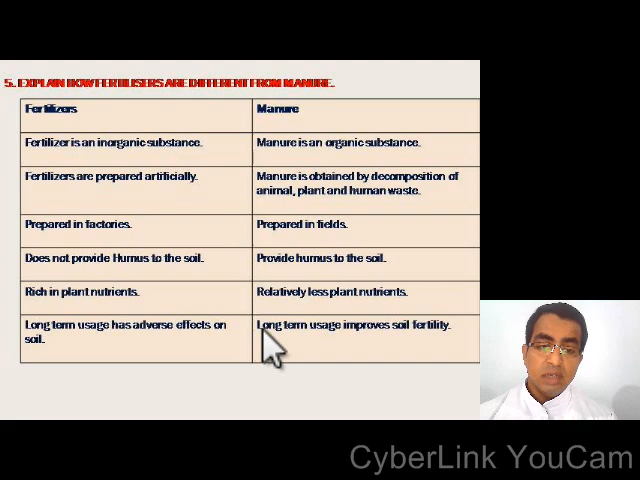 5. EXPLAIN HOW FERTILISERS ARE DIFFERENT FROM MANURE.
Fertilizers
Manure
Fertilizer is an inorganic substance.
Manure is an organic substance.
Fertilizers are prepared artificially.
Manure is obtained by decomposition of
animal, plant and human waste.
Prepared in factories.
Prepared in fields.
Does not provide Humus to the soil.
Provide humus to the soil.
Rich in plant nutrients.
Relatively less plant nutrients.
Long term usage has adverse effects on
soil.
Long term usage improves soil fertility.
CyberLink YouCam